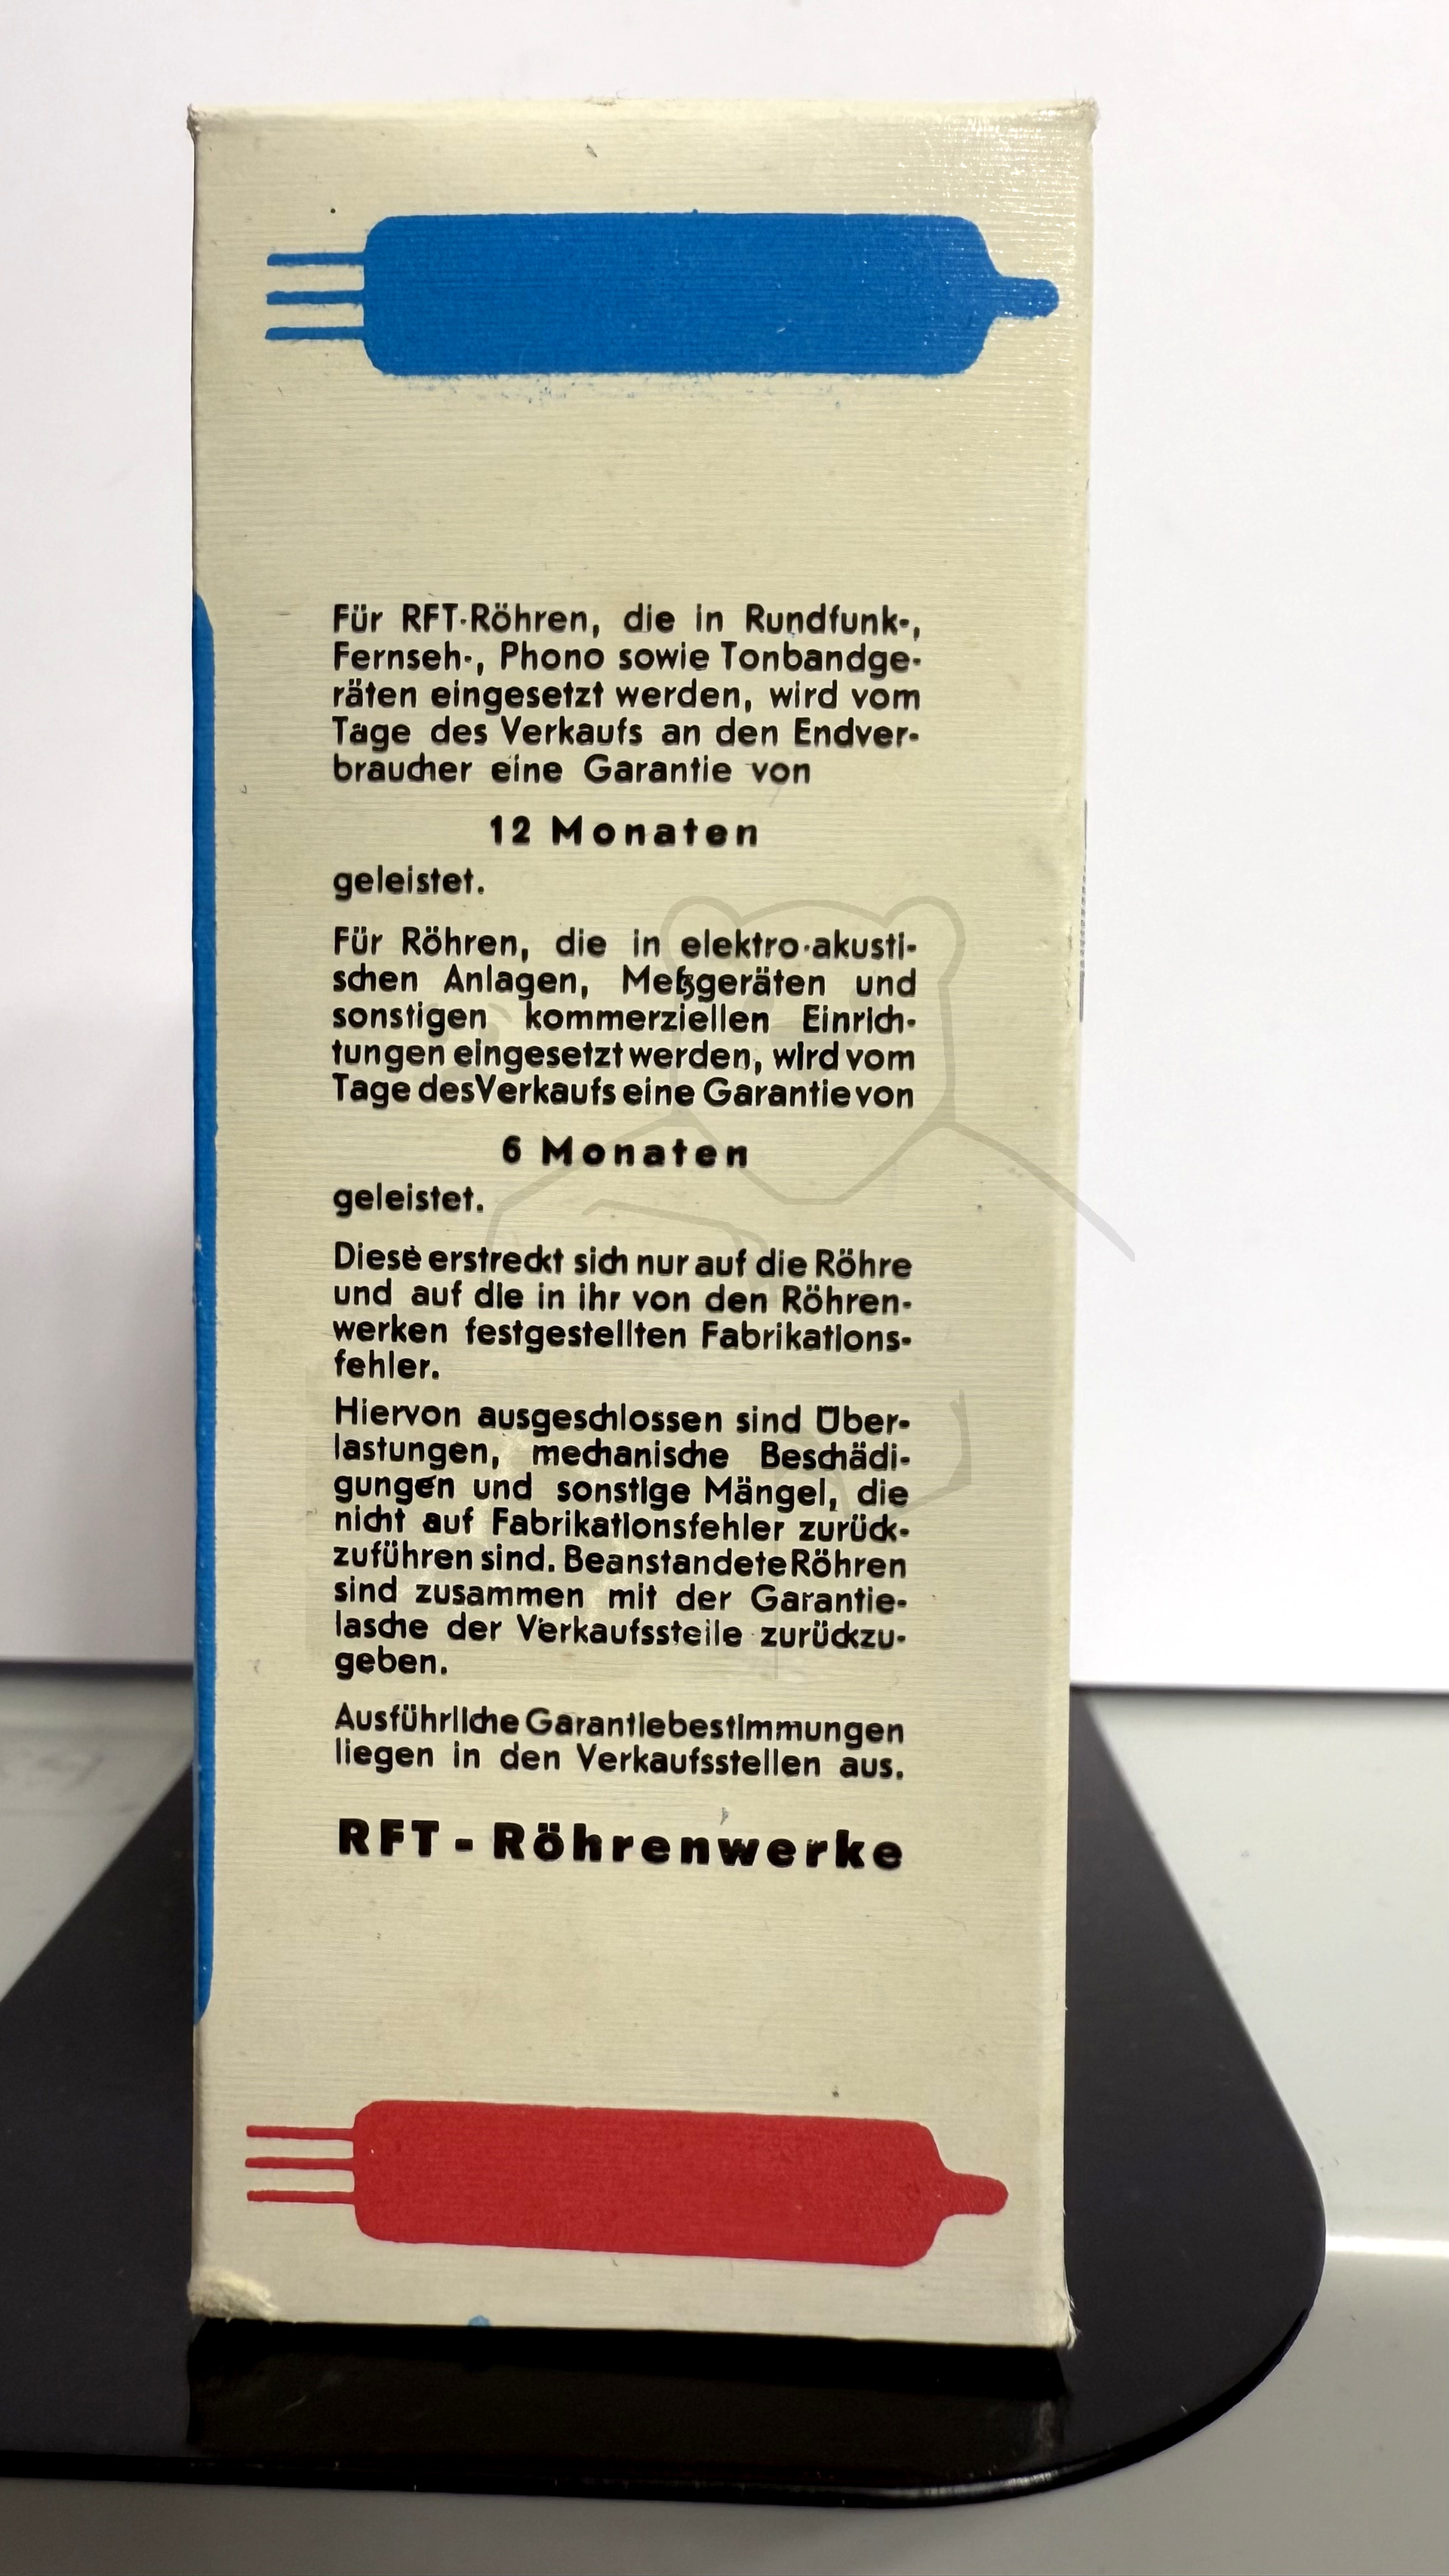 Für RFT-Röhren, die in Rundfunk-,
Fernseh-, Phono sowie Tonbandge-
räten eingesetzt werden, wird vom
Tage des Verkaufs an den Endver-
braucher eine Garantie von
12 Monaten
geleistet.
Für Röhren, die in elektro-akusti-
schen Anlagen, Meßgeräten und
sonstigen kommerziellen Einrich-
tungen eingesetzt werden, wird vom
Tage des Verkaufs eine Garantie von
6 Monaten
geleistet.
Diese erstreckt sich nur auf die Röhre
und auf die in ihr von den Röhren-
werken festgestellten Fabrikations-
fehler.
Hiervon ausgeschlossen sind Über-
lastungen, mechanische Beschädi-
gungen und sonstige Mängel, die
nicht auf Fabrikationsfehler zurück-
zuführen sind. Beanstandete Röhren
sind zusammen mit der Garantie-
lasche der Verkaufsstelle zurückzu-
geben.
Ausführliche Garantiebestimmungen
liegen in den Verkaufsstellen aus.
RFT - Röhrenwerke